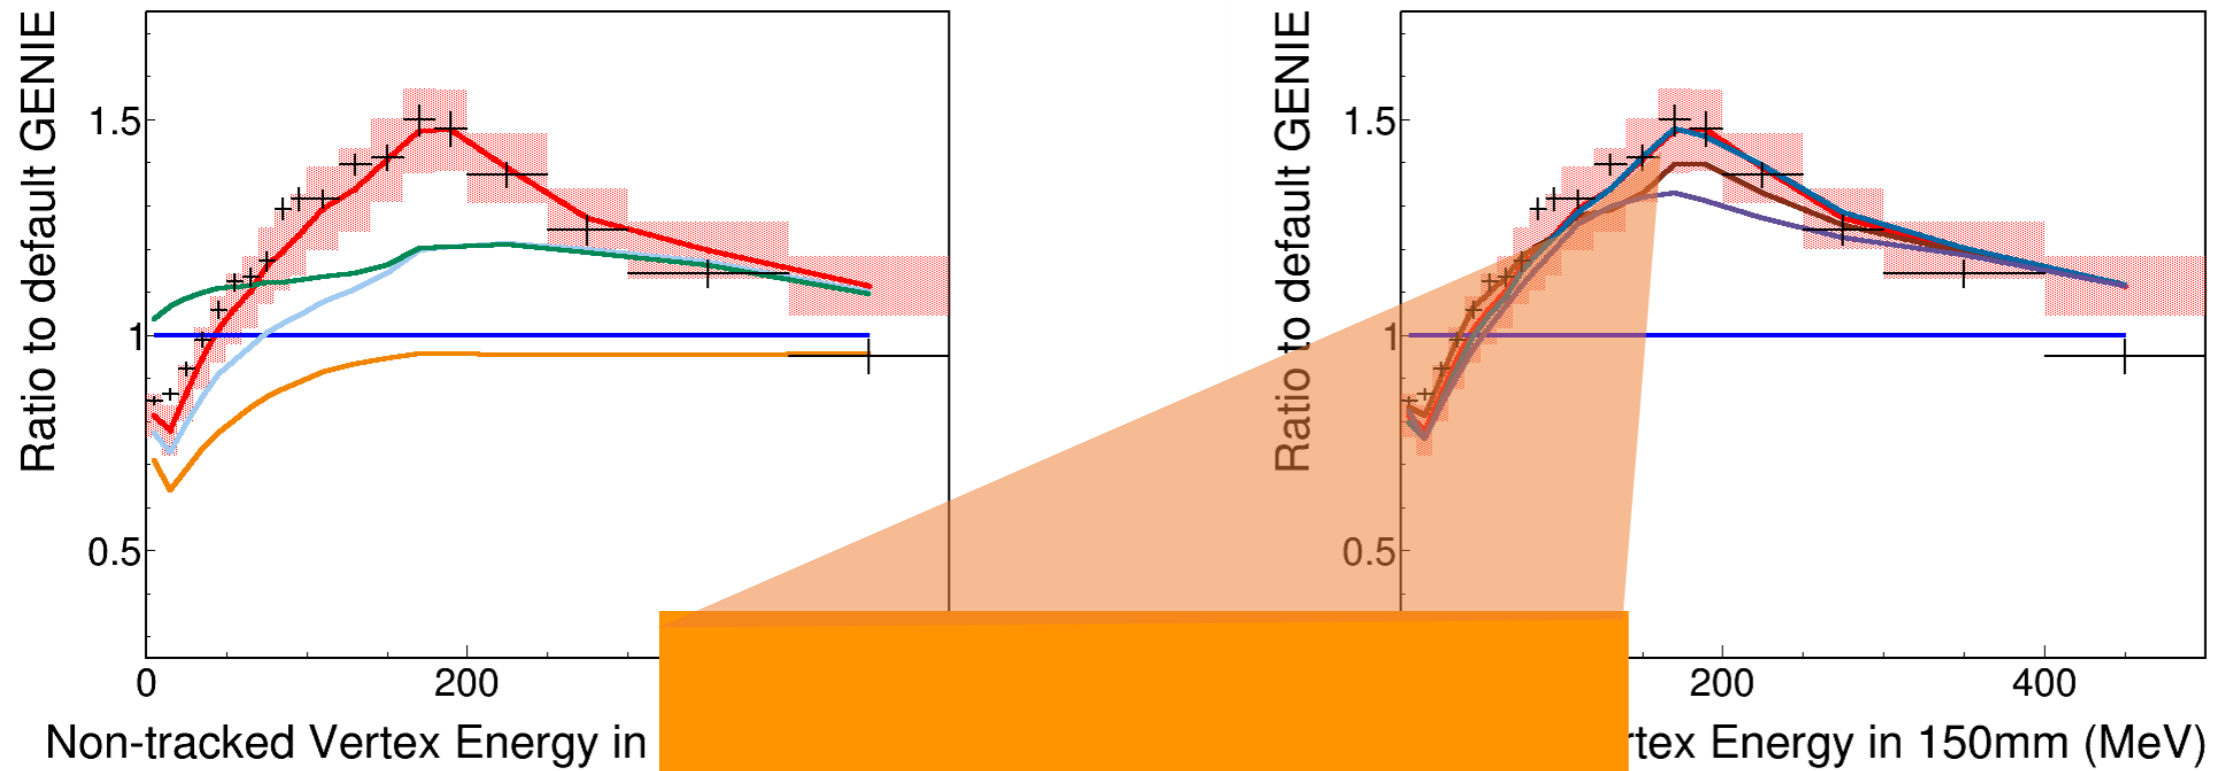 Ratio to default GENIE
1.5
1
0.5
0
200
Non-tracked Vertex Energy in
Ratio to default GENIE
1.5
1
0.5
200
400
Energy in 150mm (MeV)